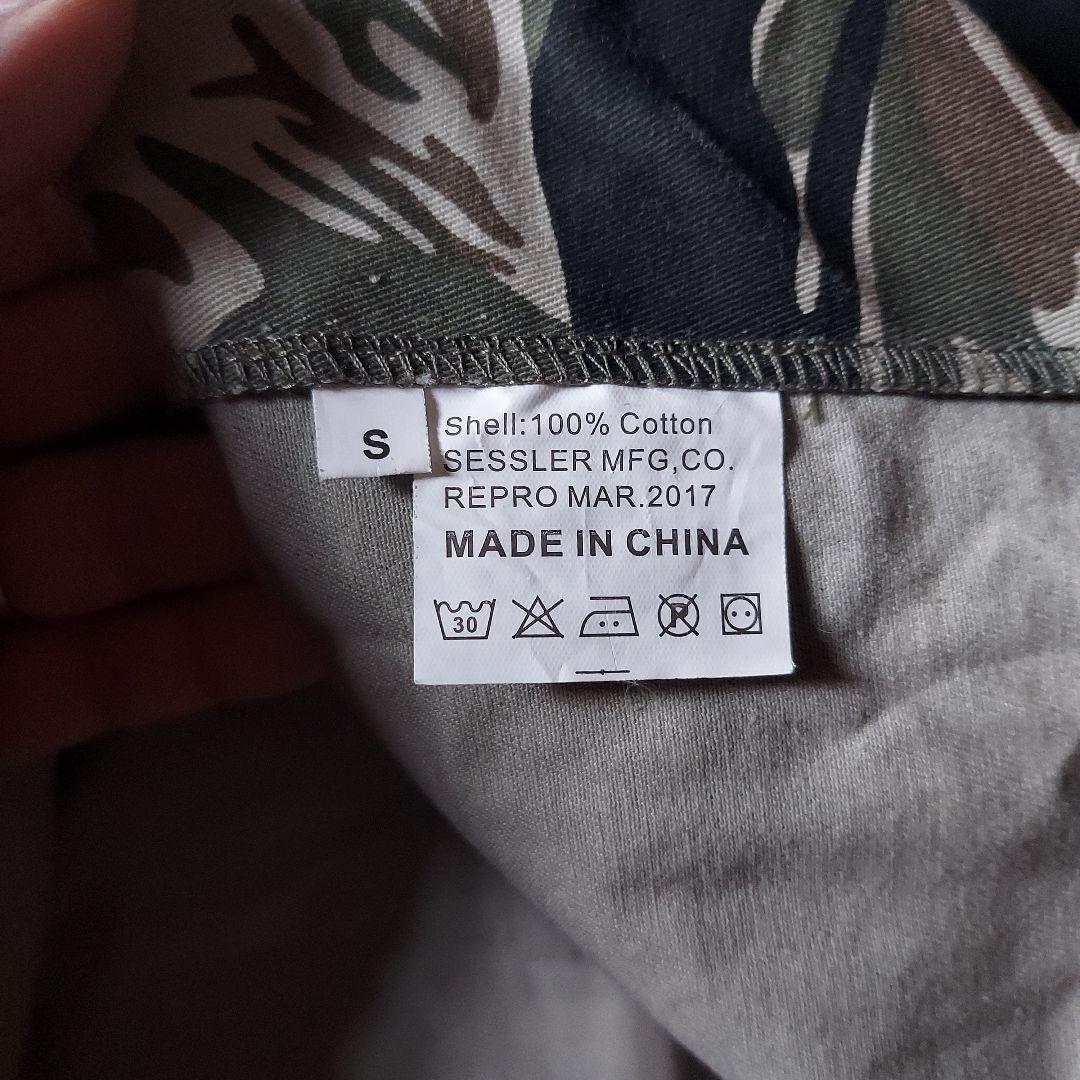 S
Shell:100% Cotton
SESSLER MFG,CO.
REPRO MAR.2017
MADE IN CHINA
30 P